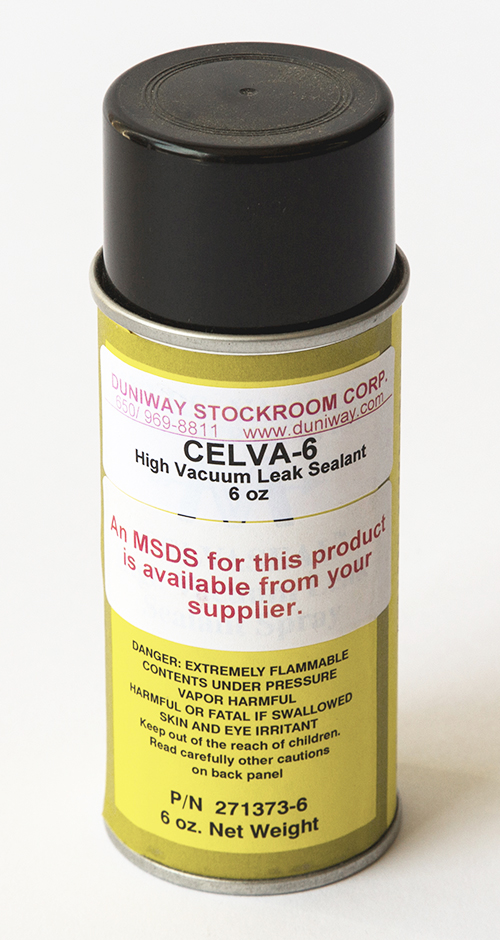 DUNIWAY STOCKROOM CORP.
650/ 969-8811 www.duniway.com
CELVA-6
High Vacuum Leak Sealant
6 oz
An MSDS for this product
is available from your
supplier.
DANGER: EXTREMELY FLAMMABLE
CONTENTS UNDER PRESSURE
VAPOR HARMFUL
HARMFUL OR FATAL IF SWALLOWED
SKIN AND EYE IRRITANT
Keep out of the reach of children.
Read carefully other cautions
on back panel
P/N 271373-6
6 oz. Net Weight